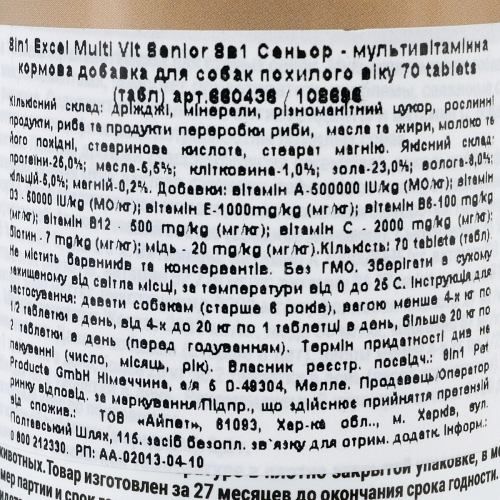 8in1 Excel Multi Vit Senior 8в1 Сеньор - мультивітамінна
кормова добавка для собак похилого віку 70 tablets
(табл) арт.660436 / 108696
Кількісний склад: дріжджі, мінерали, різноманітний цукор, рослинні
продукти, риба та продукти переробки риби, масла та жири, молоко та
його похідні, стеаринова кислота, стеарат магнію. Якісний склад:
протеїни-26,0%; масла-5,5%; клітковина-1,0%; зола-23,0%; волога-8,0%;
кальцій-5,0%; магній-0,2%. Добавки: вітамін А-500000 IU/kg (МО/кг); вітамін
D3 - 50000 IU/kg (МО/кг); вітамін Е-1000mg/kg (мг/кг); вітамін В6-100 mg/kg
(мг/кг); вітамін В12 - 500 mg/kg (мг/кг); вітамін С - 2000 mg/kg (мг/кг);
біотин - 7 mg/kg (мг/кг); мідь - 20 mg/kg (мг/кг).Кількість: 70 tablets (табл).
Не містить барвників та консервантів. Без ГМО. Зберігати в сухому
захищеному від світла місці, за температури від 0 до 25 С. Інструкція для
застосування: давати собакам (старше 6 років), вагою менше 4-х кг по
1/2 таблетки в день, від 4-х до 20 кг по 1 таблетці в день, більше 20 кг по
2 таблетки в день (перед годуванням). Термін придатності див на
пакуванні (число, місяць, рік). Власник реєстр. посвідч.: 8in1 Pet
Products GmbH Німеччина, а/я 6 D-49304, Мелле. Продавець/Оператор
ринку відповід. за маркування/Підпр., що здійснює прийняття претензій
від спожив.: ТОВ «Айпет», 61093, Хар-ка обл.., м. Харків, вул.
Полтавський Шлях, 115. засіб безопл. зв`язку для отрим. додатк. інформ.:
0 800 212330. РП: АА-02013-04-10
в плотно закрытой упаковке, в
животных.Товар изготовлен за 27 месяцев до окончания срока годности.
партии и срок